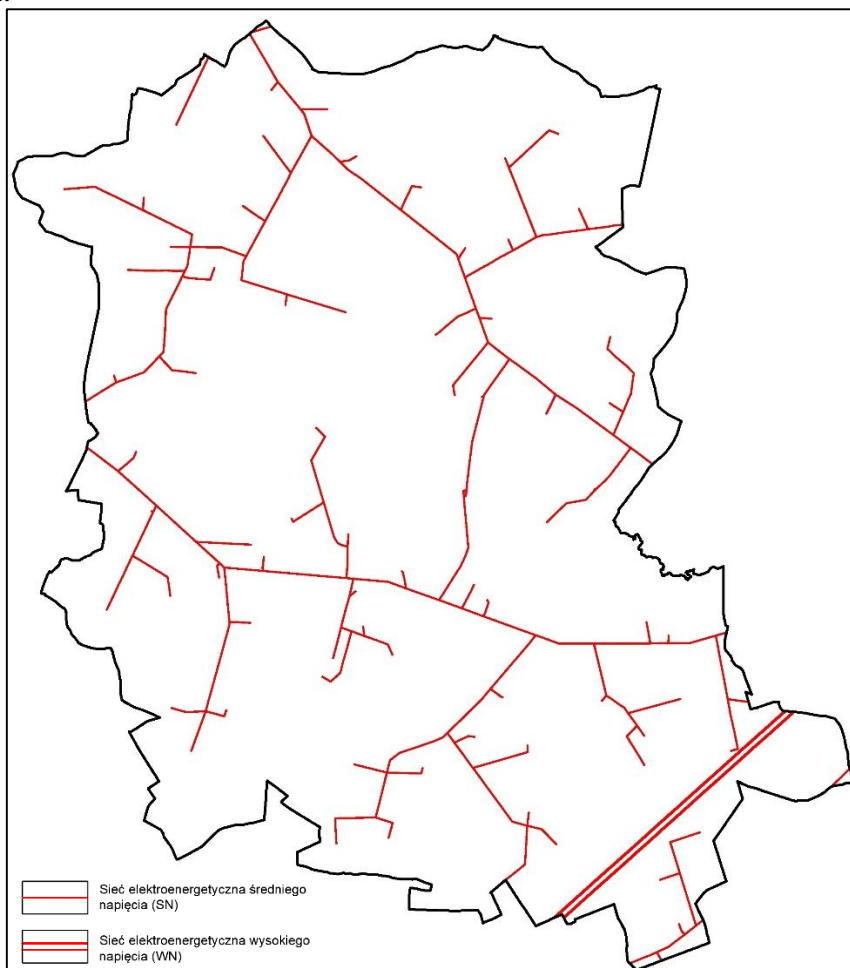 Sieć elektroenergetyczna średniego
napięcia (SN)
Sieć elektroenergetyczna wysokiego
napięcia (WN)